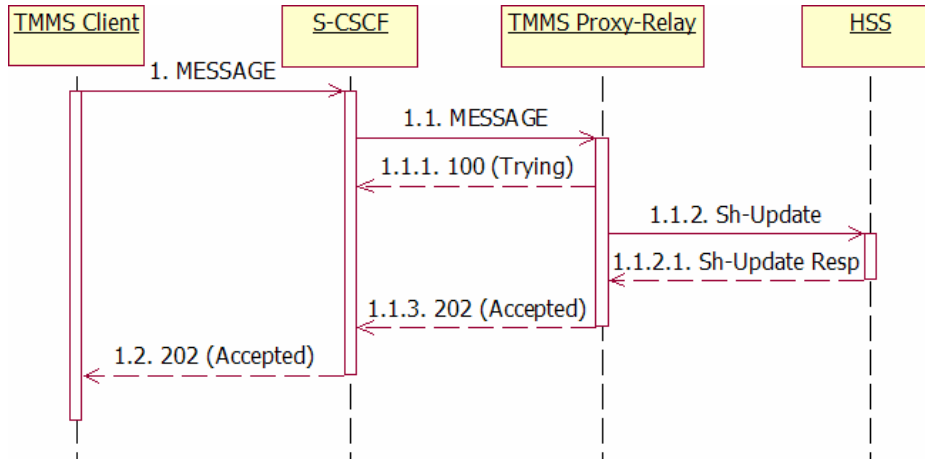 TMMS Client
S-CSCF
TMMS Proxy-Relay
HSS
1. MESSAGE
1.1. MESSAGE
1.1.1. 100 (Trying)
1.1.2. Sh-Update
1.1.2.1. Sh-Update Resp
1.1.3. 202 (Accepted)
1.2. 202 (Accepted)